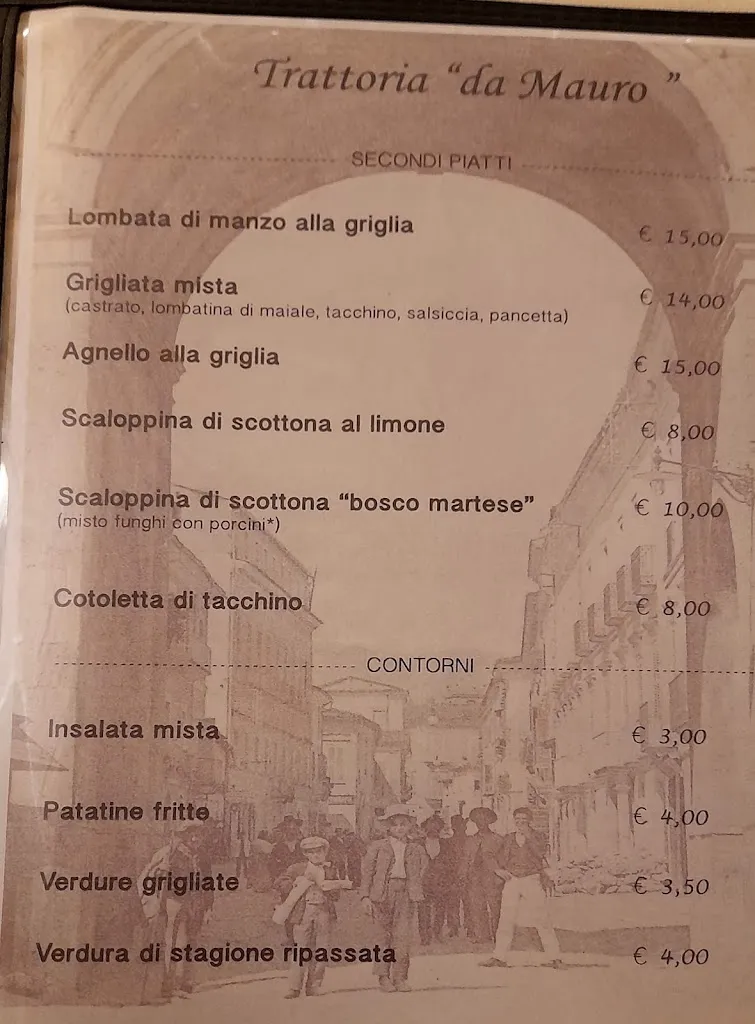 Trattoria “da Mauro ”
SECONDI PIATTI
Lombata di manzo alla griglia € 15,00
Grigliata mista € 14,00
(castrato, lombatina di maiale, tacchino, salsiccia, pancetta)
Agnello alla griglia € 15,00
Scaloppina di scottona al limone € 8,00
Scaloppina di scottona “bosco martese” € 10,00
(misto funghi con porcini*)
Cotoletta di tacchino € 8,00
CONTORNI
Insalata mista € 3,00
Patatine fritte € 4,00
Verdure grigliate € 3,50
Verdura di stagione ripassata € 4,00